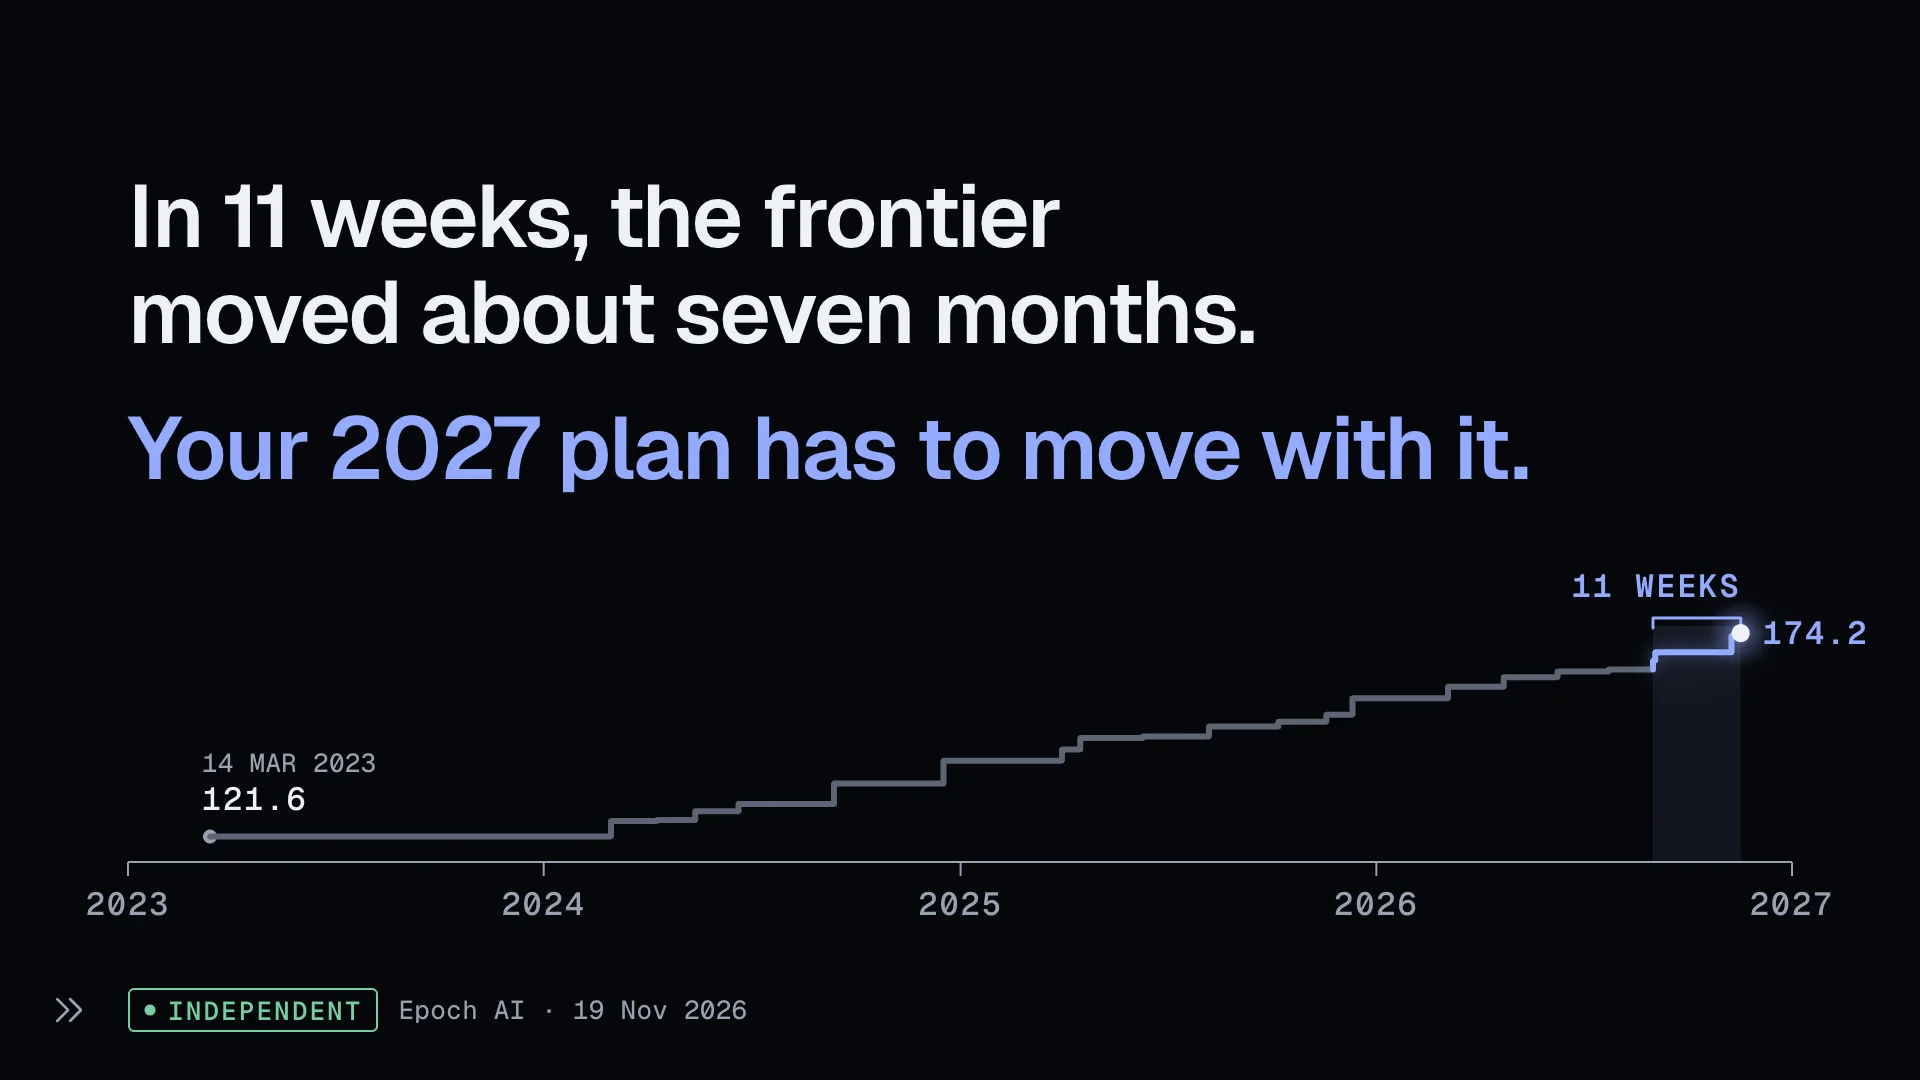 In 11 weeks, the frontier
moved about seven months.
Your 2027 plan has to move with it.
11 WEEKS
174.2
14 MAR 2023
121.6
2023 2024 2025 2026 2027
INDEPENDENT Epoch AI · 19 Nov 2026